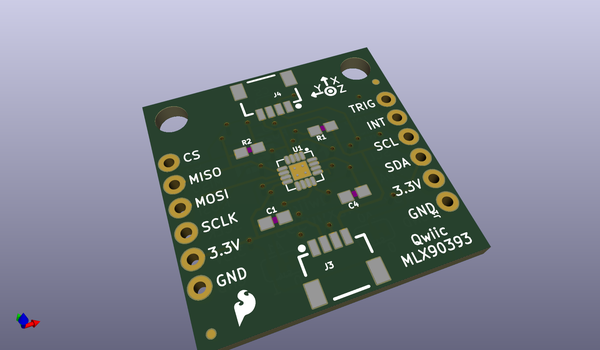 J4
Y X Z
TRIG
INT
SCL
SDA
3.3V
GND
R2
R1
U1
C1
C4
J3
CS
MISO
MOSI
SCLK
3.3V
GND
Qwiic
MLX90393